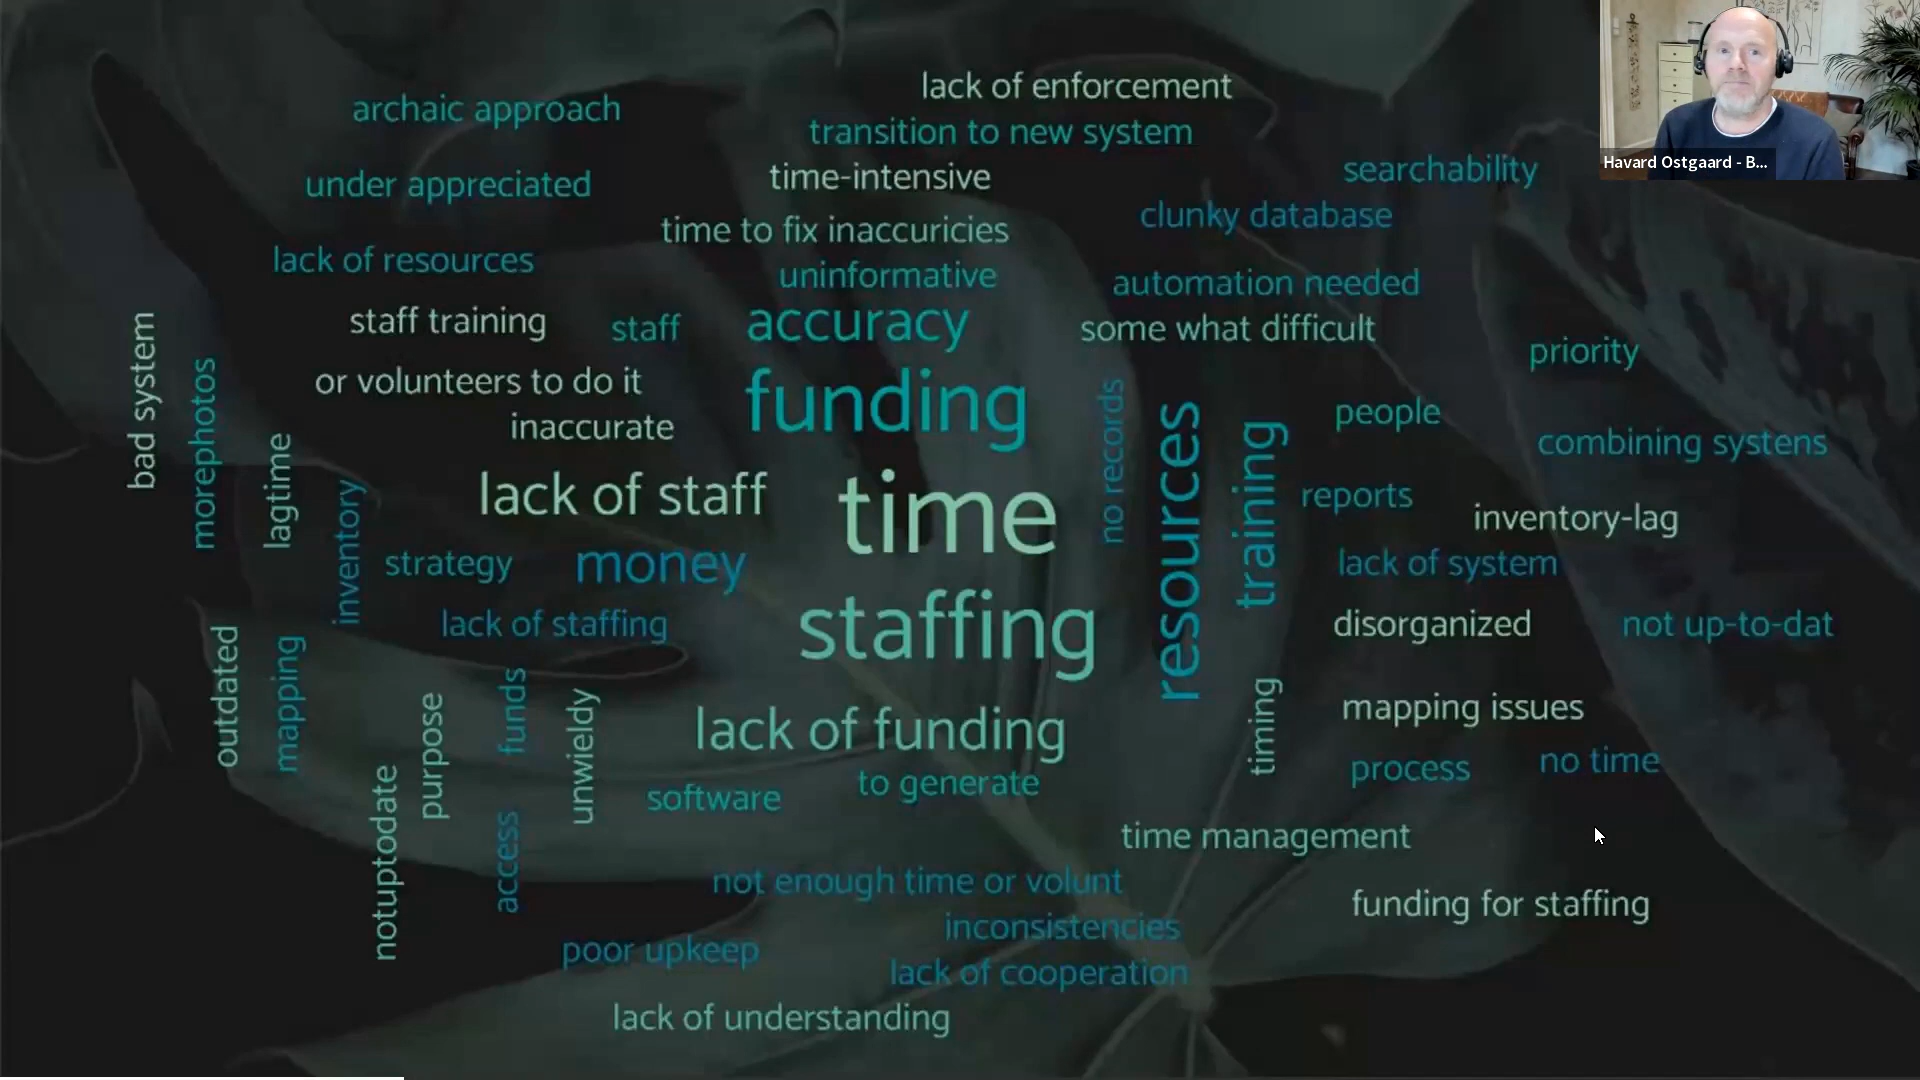 lack of enforcement
archaic approach
transition to new system
Havard Ostgaard - B...
searchability
time-intensive
under appreciated
clunky database
time to fix inaccuricies
lack of resources
uninformative
automation needed
staff training
staff
accuracy
some what difficult
priority
bad system
morephotos
or volunteers to do it
funding
people
inaccurate
no records
resources
training
combining systens
lagtime
lack of staff
time
reports
inventory-lag
inventory
strategy
money
lack of system
lack of staffing
staffing
disorganized
not up-to-dat
outdated
mapping
purpose
funds
unwieldy
lack of funding
timing
mapping issues
process
no time
to generate
software
notuptodate
access
time management
not enough time or volunt
funding for staffing
inconsistencies
poor upkeep
lack of cooperation
lack of understanding